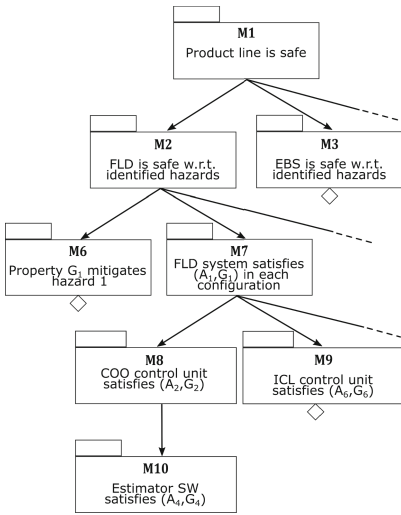 M1
Product line is safe
M2
FLD is safe w.r.t.
identified hazards
M3
EBS is safe w.r.t.
identified hazards
M6
Property G₁ mitigates
hazard 1
M7
FLD system satisfies
(A₁,G₁) in each
configuration
M8
COO control unit
satisfies (A₂,G₂)
M9
ICL control unit
satisfies (A₆,G₆)
M10
Estimator SW
satisfies (A₄,G₄)